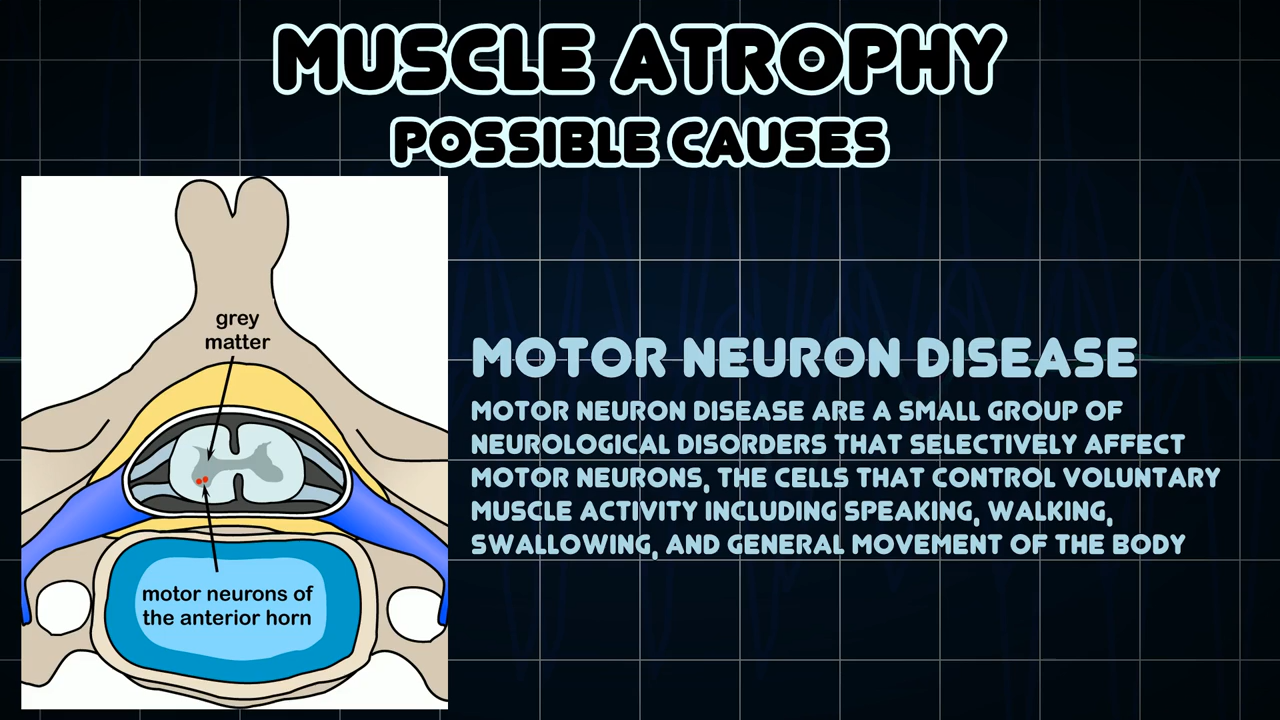 MUSCLE ATROPHY
POSSIBLE CAUSES
grey
matter
motor neurons of
the anterior horn
MOTOR NEURON DISEASE
MOTOR NEURON DISEASE ARE A SMALL GROUP OF
NEUROLOGICAL DISORDERS THAT SELECTIVELY AFFECT
MOTOR NEURONS, THE CELLS THAT CONTROL VOLUNTARY
MUSCLE ACTIVITY INCLUDING SPEAKING, WALKING,
SWALLOWING, AND GENERAL MOVEMENT OF THE BODY